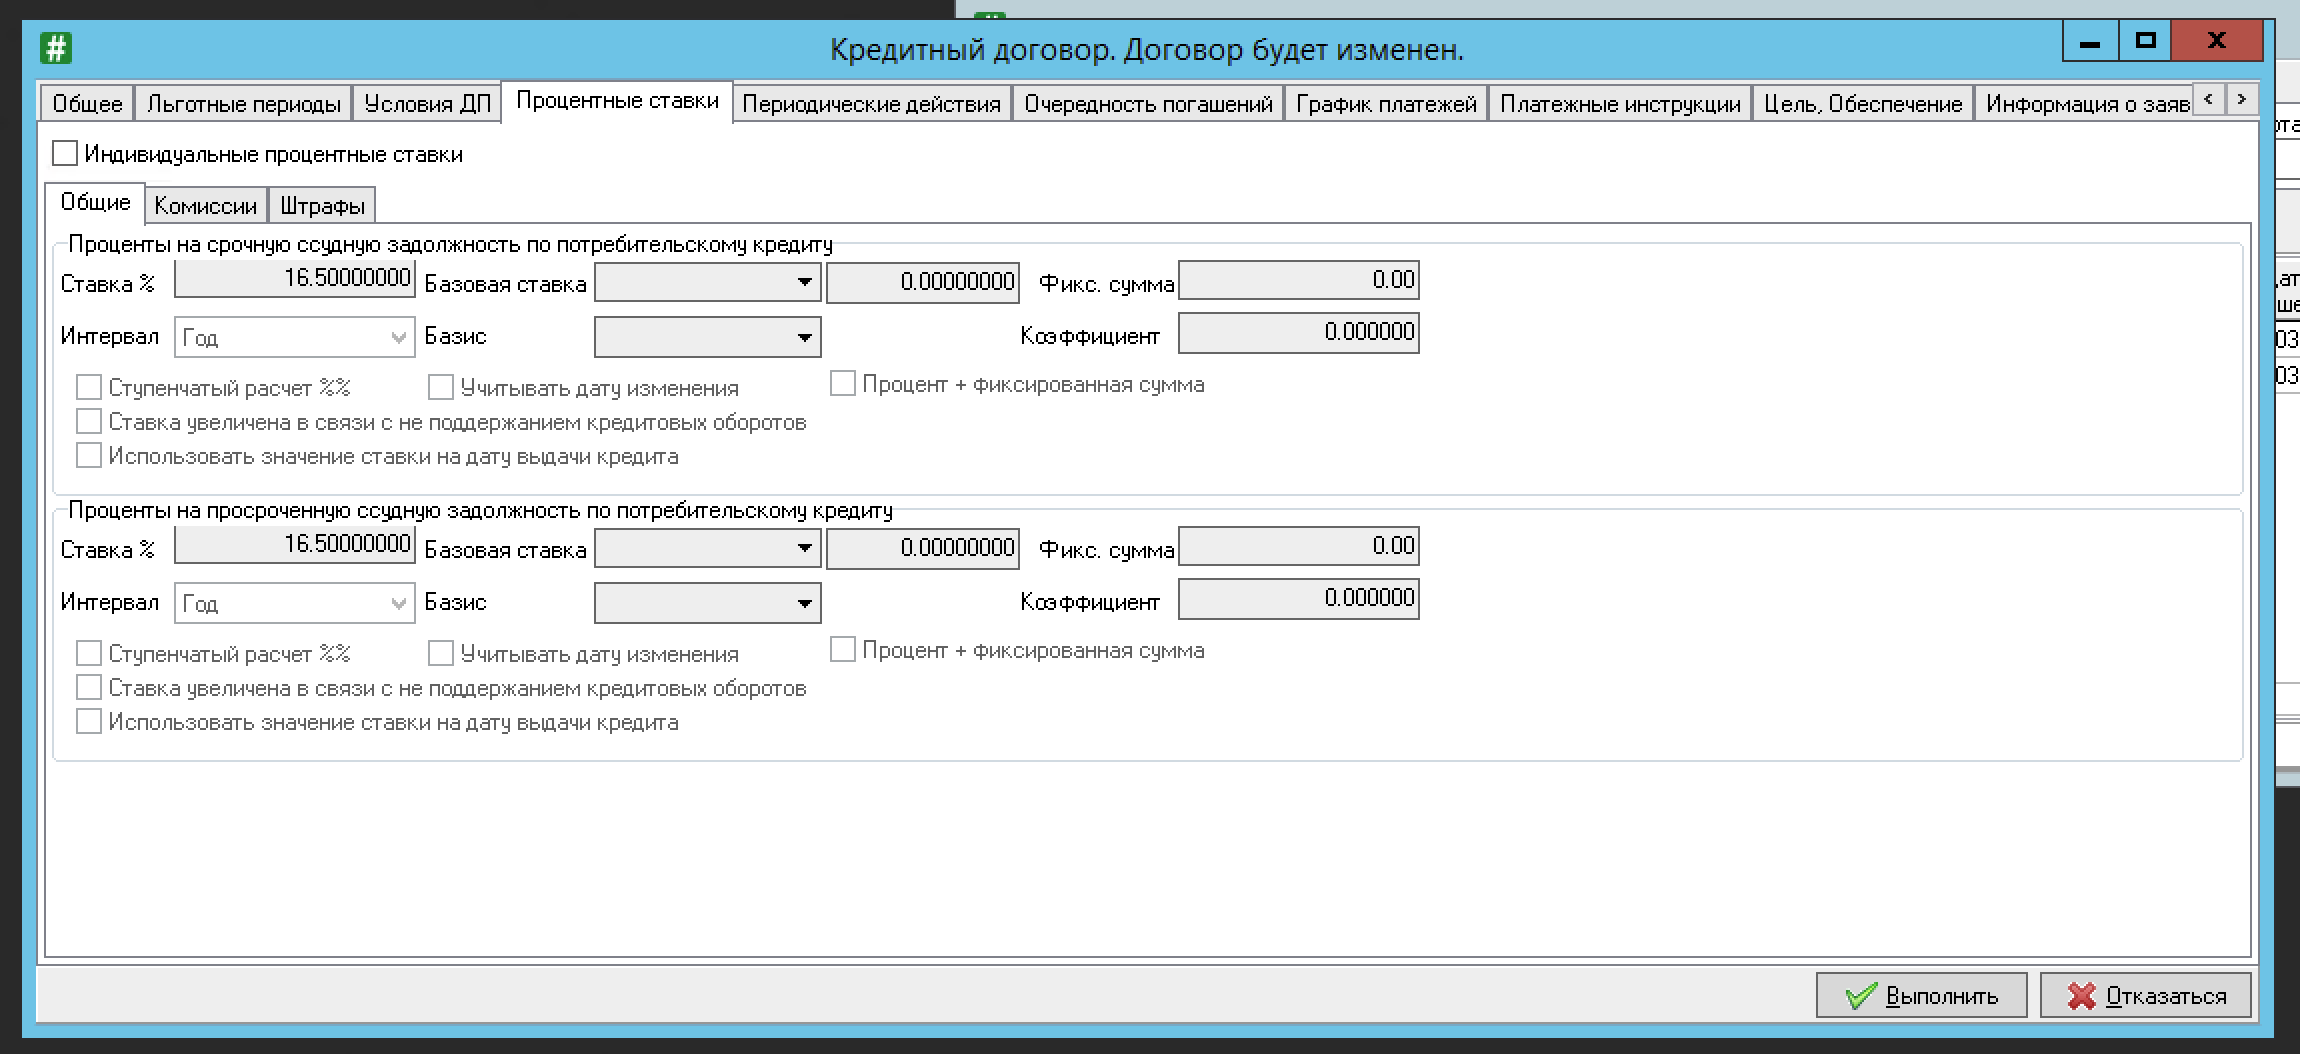 Кредитный договор. Договор будет изменен.
Общее Льготные периоды Условия ДП Процентные ставки Периодические действия Очередность погашений График платежей Платежные инструкции Цель, Обеспечение Информация о заяв
Индивидуальные процентные ставки
Общие Комиссии Штрафы
Проценты на срочную ссудную задолжность по потребительскому кредиту
Ставка % 16.50000000 Базовая ставка 0.00000000 Фикс. сумма 0.00
Интервал Год Базис Коэффициент 0.000000
Ступенчатый расчет %% Учитывать дату изменения Процент + фиксированная сумма
Ставка увеличена в связи с не поддержанием кредитовых оборотов
Использовать значение ставки на дату выдачи кредита
Проценты на просроченную ссудную задолжность по потребительскому кредиту
Ставка % 16.50000000 Базовая ставка 0.00000000 Фикс. сумма 0.00
Интервал Год Базис Коэффициент 0.000000
Ступенчатый расчет %% Учитывать дату изменения Процент + фиксированная сумма
Ставка увеличена в связи с не поддержанием кредитовых оборотов
Использовать значение ставки на дату выдачи кредита
Выполнить Отказаться